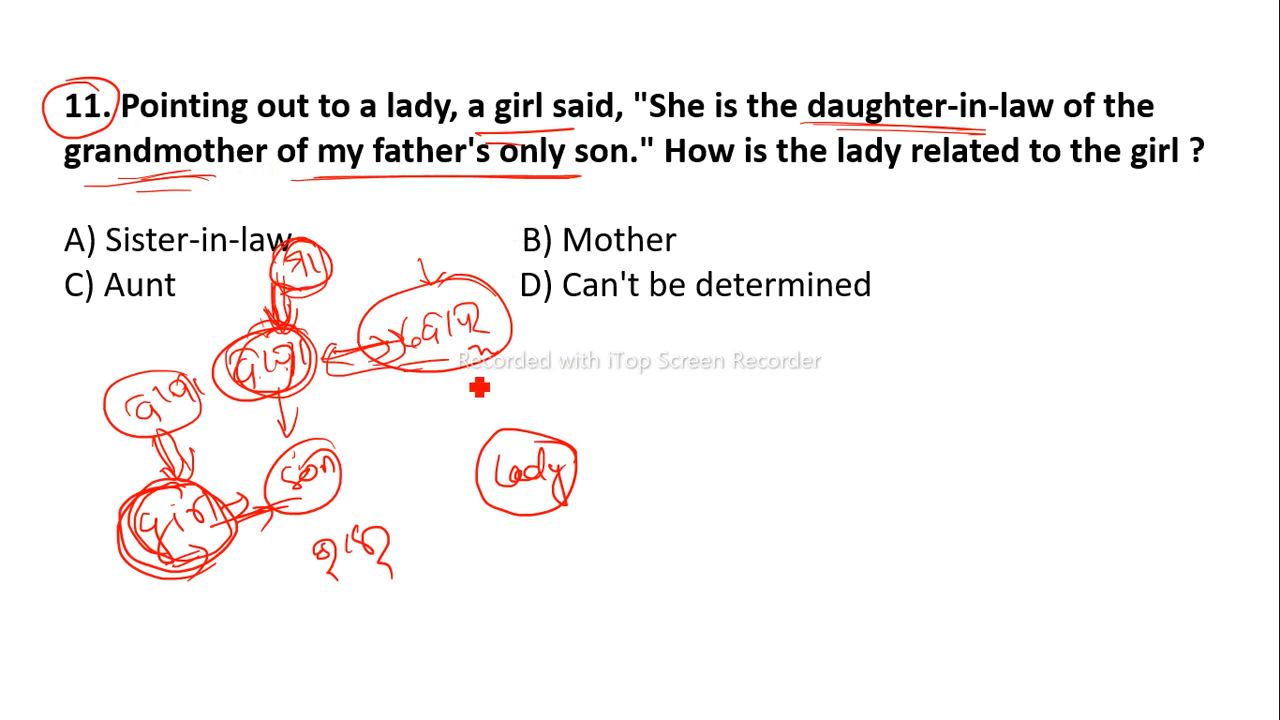 11. Pointing out to a lady, a girl said, "She is the daughter-in-law of the
grandmother of my father's only son." How is the lady related to the girl ?
A) Sister-in-law
B) Mother
C) Aunt
D) Can't be determined
Recorded with iTop Screen Recorder
son
Lady
girl